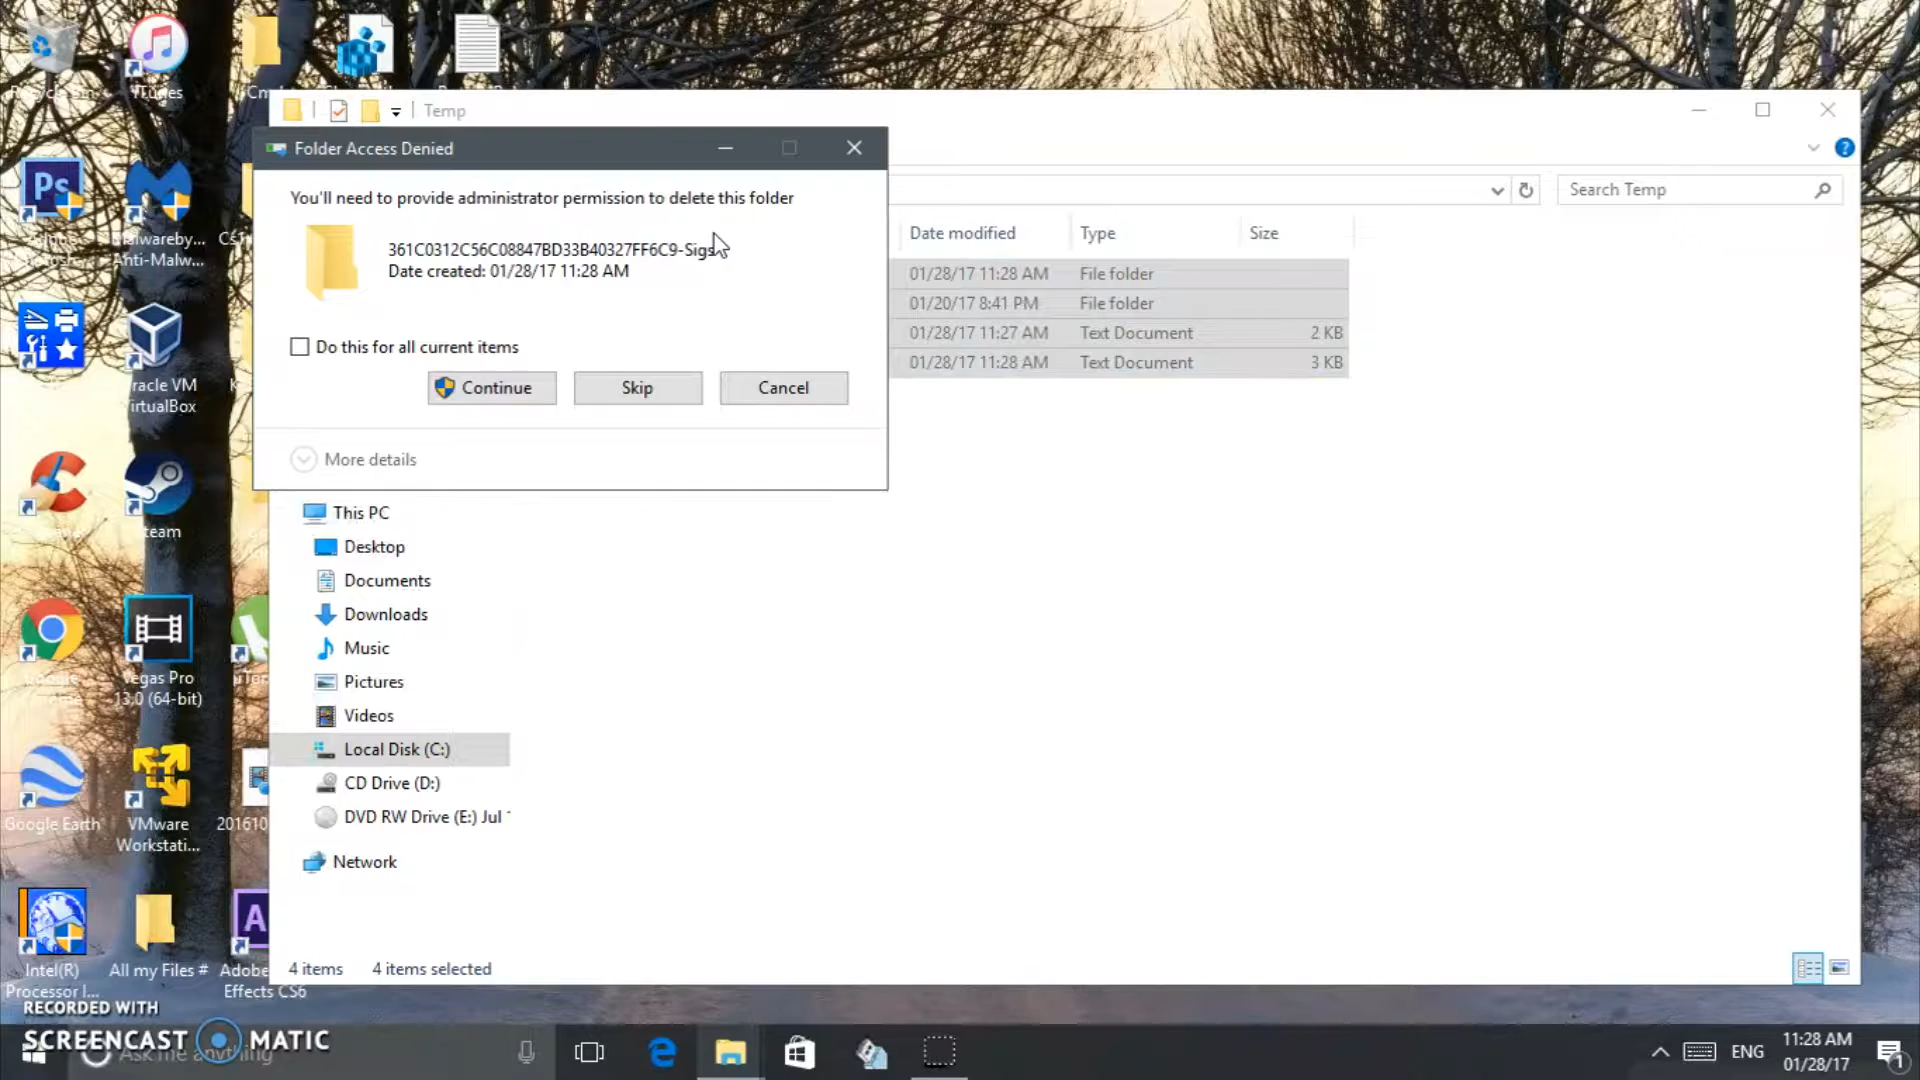 iTunes
Temp
Folder Access Denied
You'll need to provide administrator permission to delete this folder
361C0312C56C08847BD33B40327FF6C9-Sigs
Date created: 01/28/17 11:28 AM
Do this for all current items
Continue
Skip
Cancel
More details
Search Temp
Date modified
Type
Size
01/28/17 11:28 AM
File folder
01/20/17 8:41 PM
File folder
01/28/17 11:27 AM
Text Document
2 KB
01/28/17 11:28 AM
Text Document
3 KB
This PC
Desktop
Documents
Downloads
Music
Pictures
Videos
Local Disk (C:)
CD Drive (D:)
DVD RW Drive (E:) Jul
Network
4 items
4 items selected
Ps
Malwareby...
Anti-Malw...
Oracle VM
VirtualBox
Steam
Vegas Pro
13.0 (64-bit)
Google Earth
VMware
Workstati...
201610
Intel(R)
Processor I...
All my Files #
Adobe
Effects CS6
RECORDED WITH
SCREENCAST MATIC
Ask me anything
ENG
11:28 AM
01/28/17
1